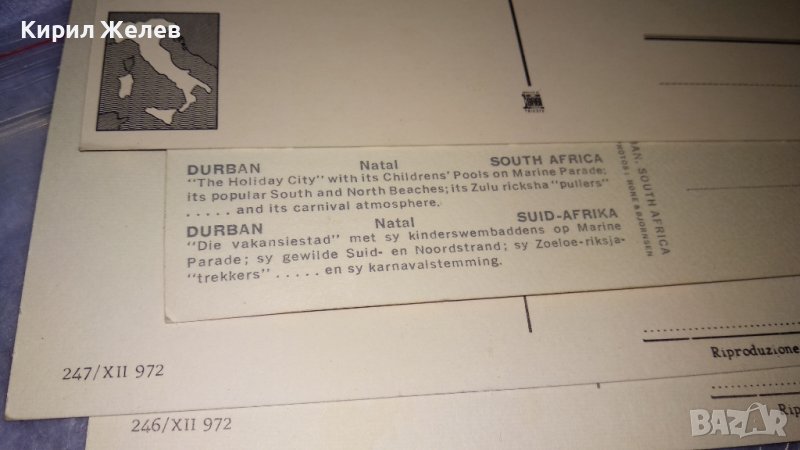 Кирил Желев
DURBAN Natal SOUTH AFRICA
"The Holiday City" with its Childrens' Pools on Marine Parade;
its popular South and North Beaches; its Zulu ricksha "pullers"
..... and its carnival atmosphere.
DURBAN Natal SUID-AFRIKA
"Die vakansiestad" met sy kinderswembaddens op Marine
Parade; sy gewilde Suid- en Noordstrand; sy Zoeloe-riksja-
"trekkers" ..... en sy karnavalstemming.
SOUTH AFRICA
247/XII 972
Riproduzione
246/XII 972
Rip
BAZAR